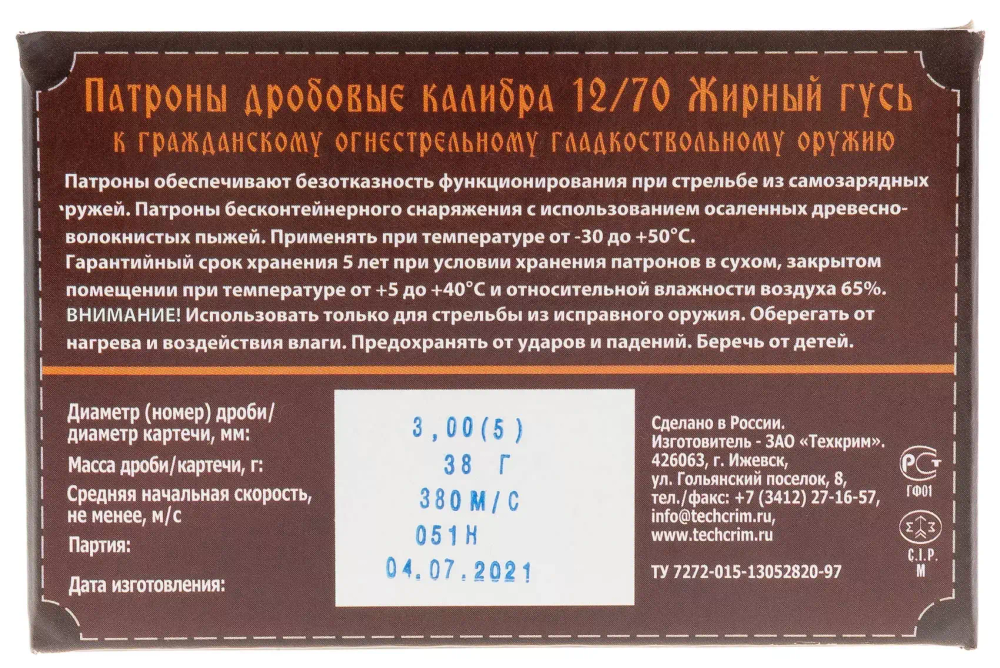 Патроны дробовые калибра 12/70 Жирный гусь
к гражданскому огнестрельному гладкоствольному оружию
Патроны обеспечивают безотказность функционирования при стрельбе из самозарядных
ружей. Патроны бесконтейнерного снаряжения с использованием осаленных древесно-
волокнистых пыжей. Применять при температуре от -30 до +50°С.
Гарантийный срок хранения 5 лет при условии хранения патронов в сухом, закрытом
помещении при температуре от +5 до +40°С и относительной влажности воздуха 65%.
ВНИМАНИЕ! Использовать только для стрельбы из исправного оружия. Оберегать от
нагрева и воздействия влаги. Предохранять от ударов и падений. Беречь от детей.
Диаметр (номер) дроби/
диаметр картечи, мм:
3,00(5)
Масса дроби/картечи, г:
38 Г
Средняя начальная скорость,
не менее, м/с
380М/С
Партия:
051Н
Дата изготовления:
04.07.2021
Сделано в России.
Изготовитель - ЗАО «Техкрим».
426063, г. Ижевск,
ул. Гольянский поселок, 8,
тел./факс: +7 (3412) 27-16-57,
info@techcrim.ru,
www.techcrim.ru
ТУ 7272-015-13052820-97
РСТ
ГФ01
C.I.P.
М